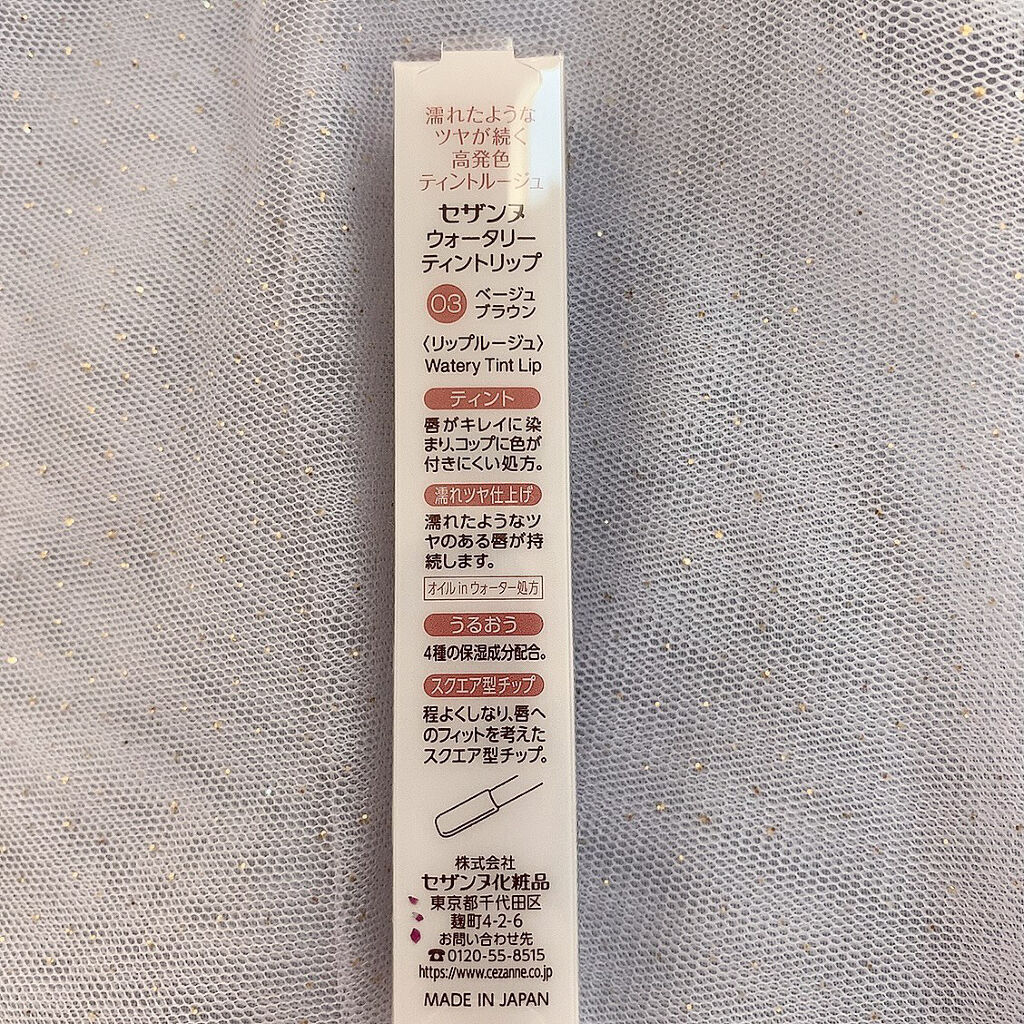 濡れたような
ツヤが続く
高発色
ティントルージュ
セザンヌ
ウォータリー
ティントリップ
03 ベージュ
ブラウン
〈リップルージュ〉
Watery Tint Lip
ティント
唇がキレイに染
まり、コップに色が
付きにくい処方。
濡れツヤ仕上げ
濡れたようなツ
ヤのある唇が持
続します。
オイル in ウォーター処方
うるおう
4種の保湿成分配合。
スクエア型チップ
程よくしなり、唇へ
のフィットを考えた
スクエア型チップ。
株式会社
セザンヌ化粧品
東京都千代田区
麹町4-2-6
お問い合わせ先
☎0120-55-8515
https://www.cezanne.co.jp
MADE IN JAPAN